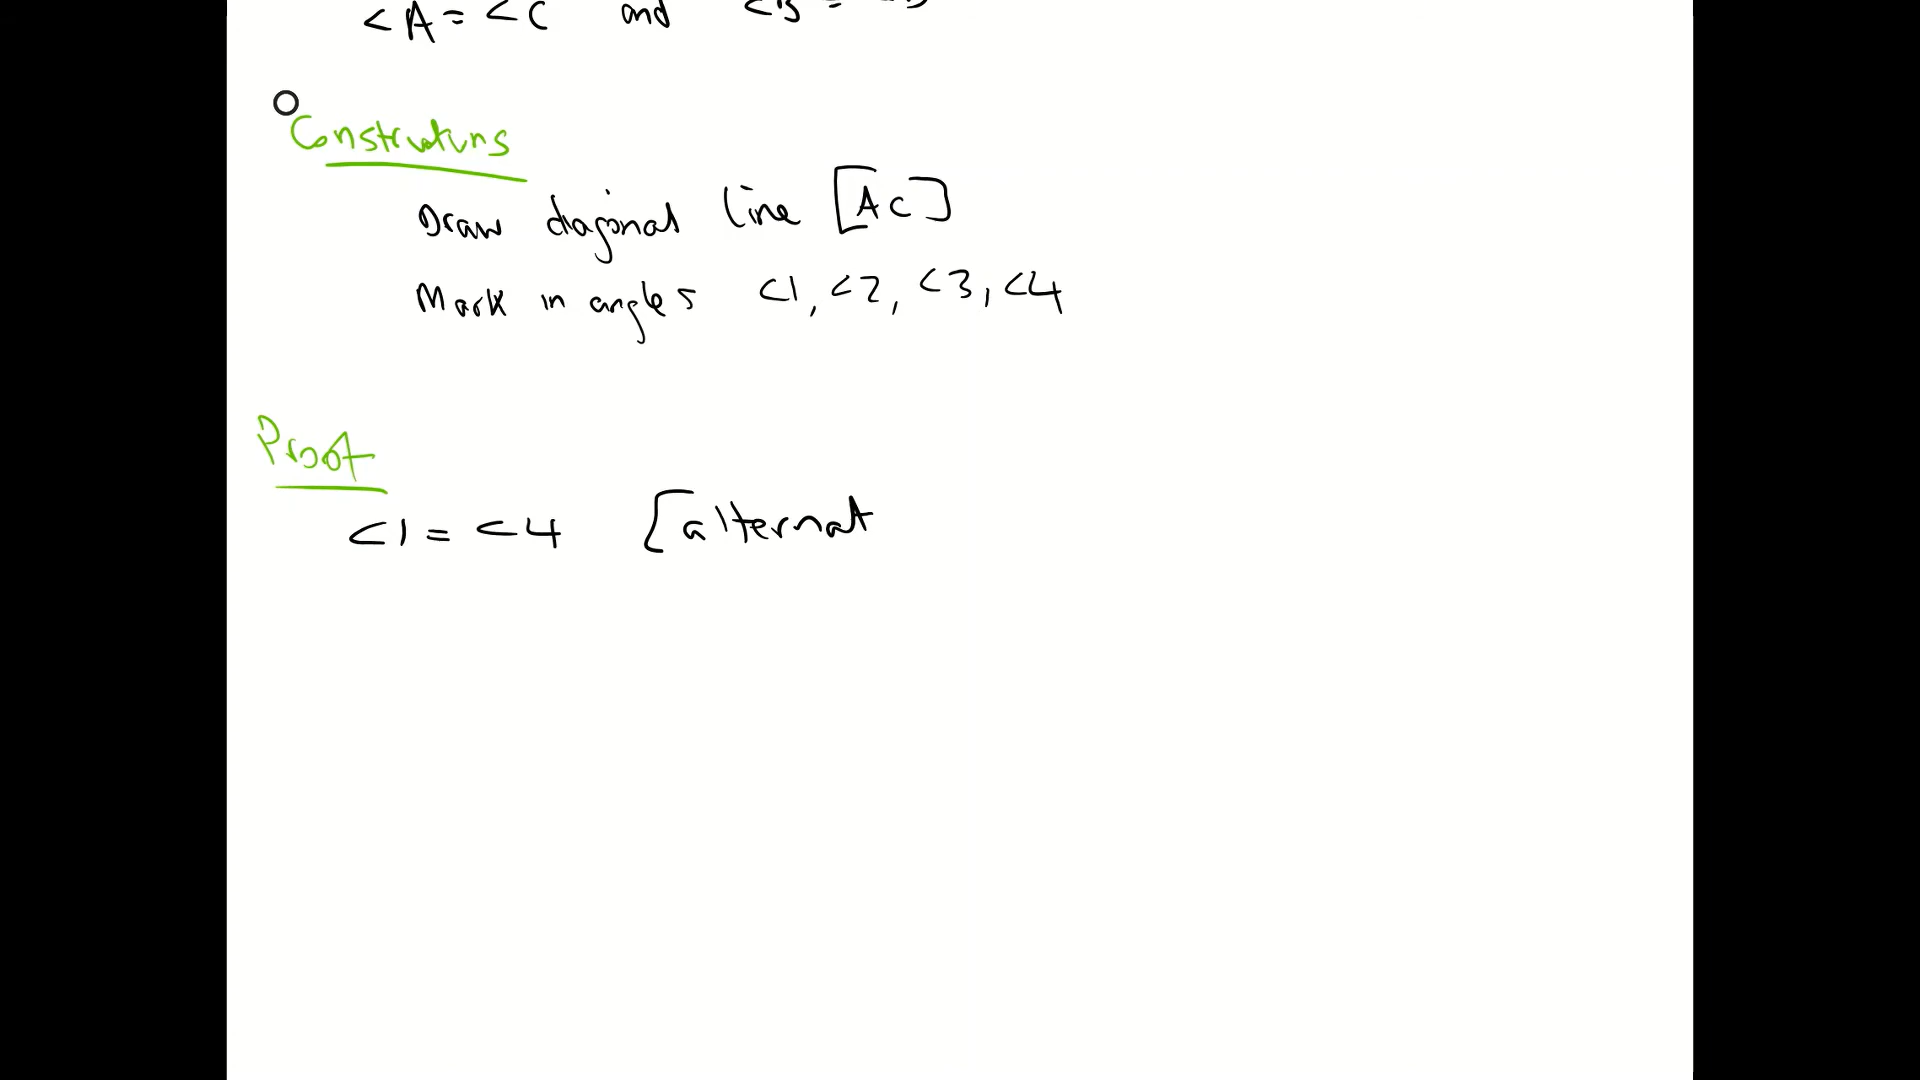 <A = <C and <B =
Constructions
Draw diagonal line [AC]
Mark in angles <1, <2, <3, <4
Proof
<1 = <4 [alternat